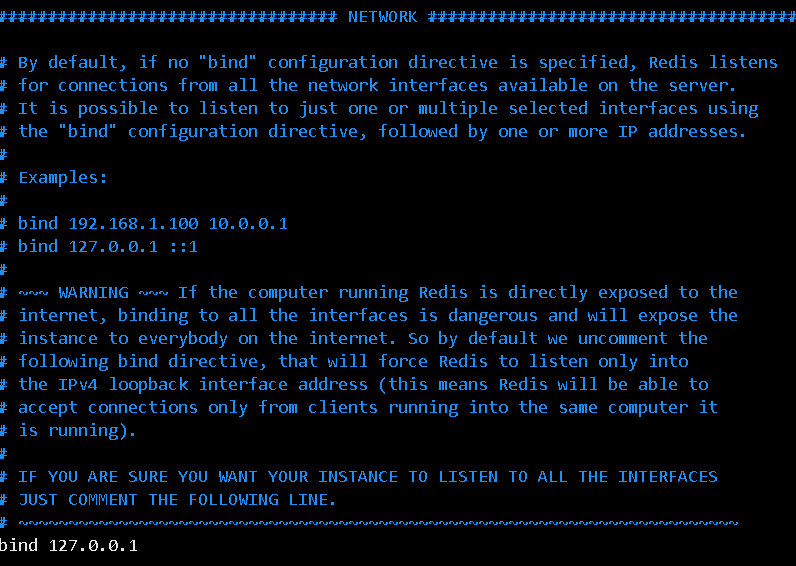 ################################## NETWORK #####################################

# By default, if no "bind" configuration directive is specified, Redis listens
# for connections from all the network interfaces available on the server.
# It is possible to listen to just one or multiple selected interfaces using
# the "bind" configuration directive, followed by one or more IP addresses.
#
# Examples:
#
# bind 192.168.1.100 10.0.0.1
# bind 127.0.0.1 ::1
#
# ~~~ WARNING ~~~ If the computer running Redis is directly exposed to the
# internet, binding to all the interfaces is dangerous and will expose the
# instance to everybody on the internet. So by default we uncomment the
# following bind directive, that will force Redis to listen only into
# the IPv4 loopback interface address (this means Redis will be able to
# accept connections only from clients running into the same computer it
# is running).
#
# IF YOU ARE SURE YOU WANT YOUR INSTANCE TO LISTEN TO ALL THE INTERFACES
# JUST COMMENT THE FOLLOWING LINE.
# ~~~~~~~~~~~~~~~~~~~~~~~~~~~~~~~~~~~~~~~~~~~~~~~~~~~~~~~~~~~~~~~~~~~~~~~~
bind 127.0.0.1